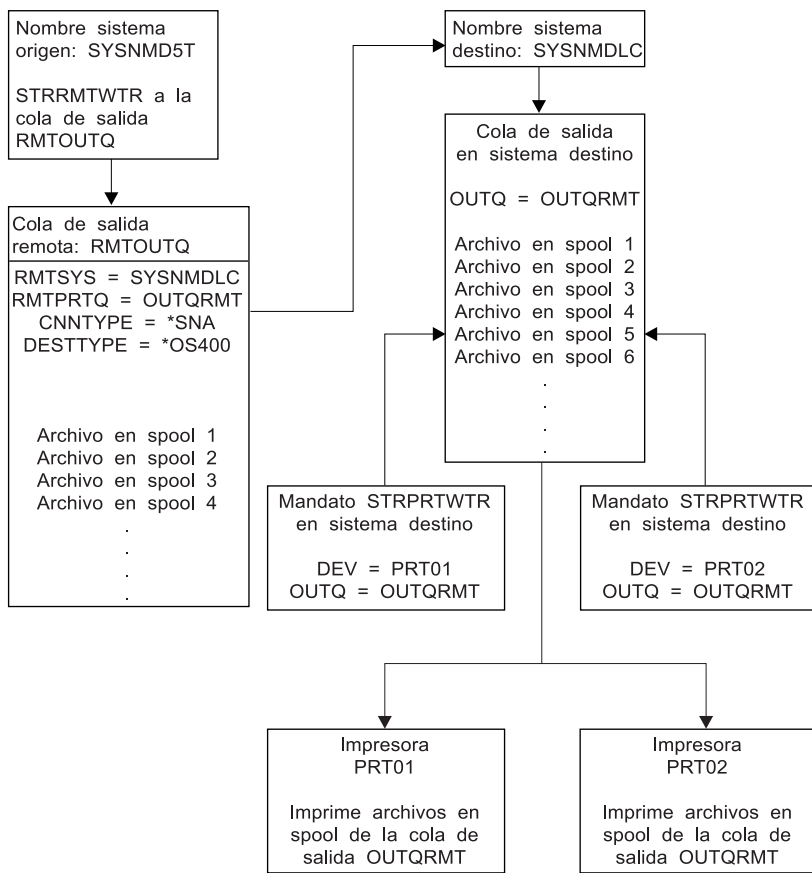 Nombre sistema
origen: SYSNMD5T
STRRMTWTR a la
cola de salida
RMTOUTQ
Nombre sistema
destino: SYSNMDLC
Cola de salida
remota: RMTOUTQ
RMTSYS = SYSNMDLC
RMTPRTQ = OUTQRMT
CNNTYPE = *SNA
DESTTYPE = *OS400
Archivo en spool 1
Archivo en spool 2
Archivo en spool 3
Archivo en spool 4
.
.
.
.
Cola de salida
en sistema destino
OUTQ = OUTQRMT
Archivo en spool 1
Archivo en spool 2
Archivo en spool 3
Archivo en spool 4
Archivo en spool 5
Archivo en spool 6
.
.
.
.
Mandato STRPRTWTR
en sistema destino
DEV = PRT01
OUTQ = OUTQRMT
Mandato STRPRTWTR
en sistema destino
DEV = PRT02
OUTQ = OUTQRMT
Impresora
PRT01
Imprime archivos en
spool de la cola de
salida OUTQRMT
Impresora
PRT02
Imprime archivos en
spool de la cola de
salida OUTQRMT